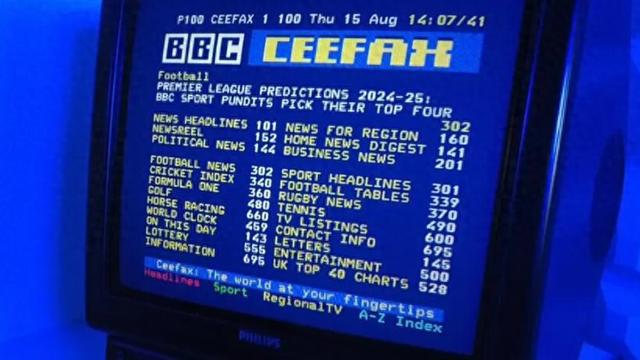 P100 CEEFAX 1 100 Thu 15 Aug 14:07/41
BBC CEEFAX
Football
PREMIER LEAGUE PREDICTIONS 2024-25:
BBC SPORT PUNDITS PICK THEIR TOP FOUR
302
NEWS HEADLINES 101 NEWS FOR REGION 160
NEWSREEL 152 HOME NEWS DIGEST 141
POLITICAL NEWS 144 BUSINESS NEWS 201
FOOTBALL NEWS 302 SPORT HEADLINES 301
CRICKET INDEX 340 FOOTBALL TABLES 339
FORMULA ONE 360 RUGBY NEWS 370
GOLF 480 TENNIS 490
HORSE RACING 660 TV LISTINGS 600
WORLD CLOCK 459 CONTACT INFO 695
ON THIS DAY 143 LETTERS 145
LOTTERY 555 ENTERTAINMENT 500
INFORMATION 695 UK TOP 40 CHARTS 528
Ceefax: The world at your fingertips
Headlines Sport RegionalTV A-Z Index
PHILIPS